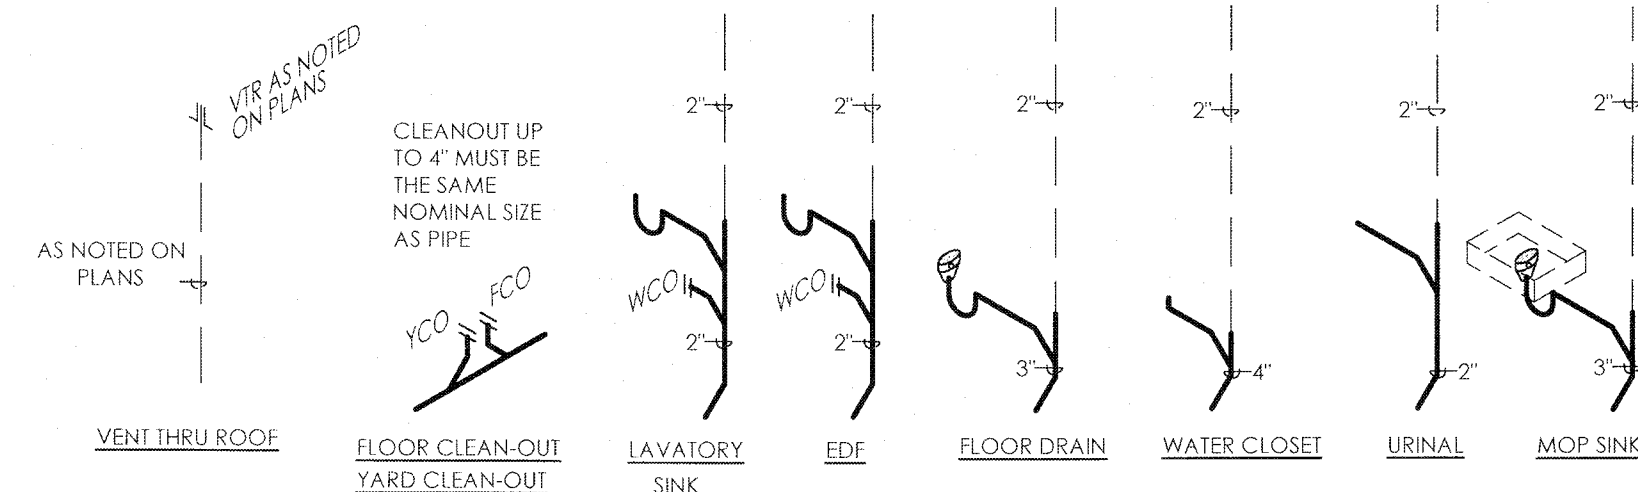 VTR AS NOTED
ON PLANS
AS NOTED ON
PLANS
VENT THRU ROOF
CLEANOUT UP
TO 4" MUST BE
THE SAME
NOMINAL SIZE
AS PIPE
YCO
FCO
FLOOR CLEAN-OUT
YARD CLEAN-OUT
2"
WCO
2"
LAVATORY
SINK
2"
WCO
2"
EDF
2"
3"
FLOOR DRAIN
2"
4"
WATER CLOSET
2"
2"
URINAL
2"
3"
MOP SINK